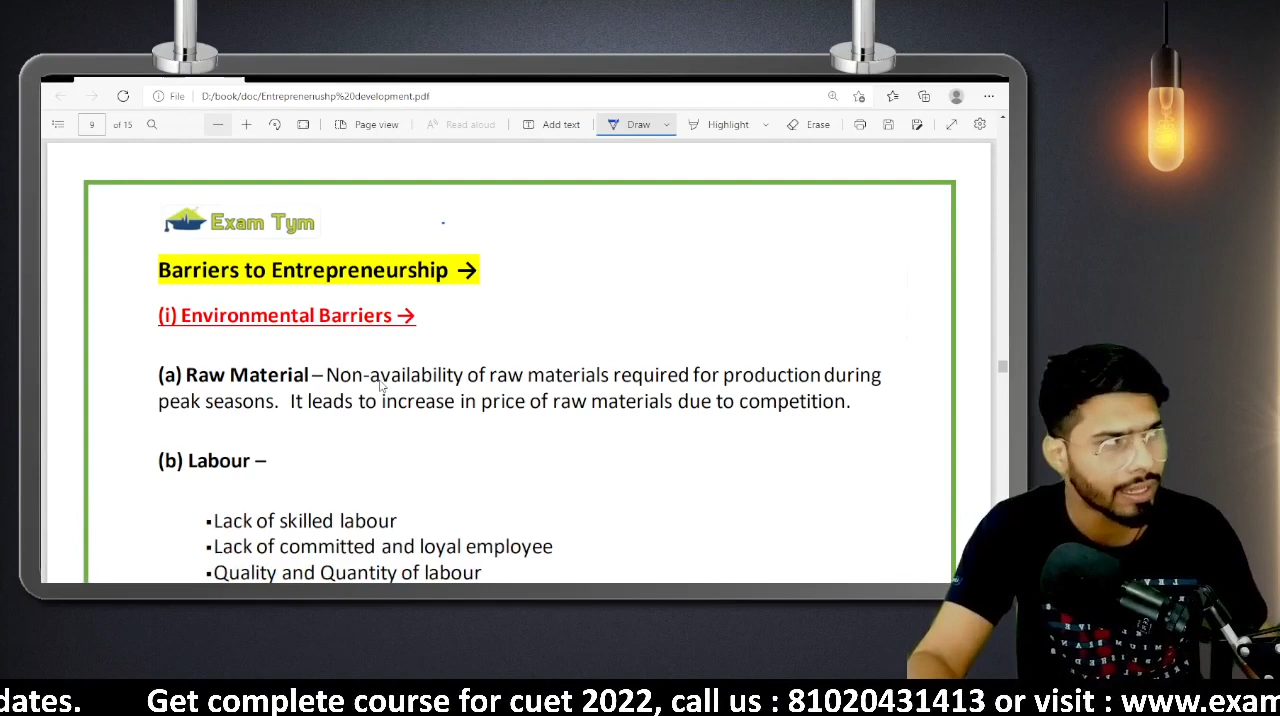 File D:/book/doc/Entrepreneriushp%20development.pdf
9 of 15 Page view Read aloud Add text Draw Highlight Erase
Exam Tym
Barriers to Entrepreneurship →
(i) Environmental Barriers →
(a) Raw Material – Non-availability of raw materials required for production during
peak seasons. It leads to increase in price of raw materials due to competition.
(b) Labour –
▪Lack of skilled labour
▪Lack of committed and loyal employee
▪Quality and Quantity of labour
dates. Get complete course for cuet 2022, call us : 81020431413 or visit : www.exam